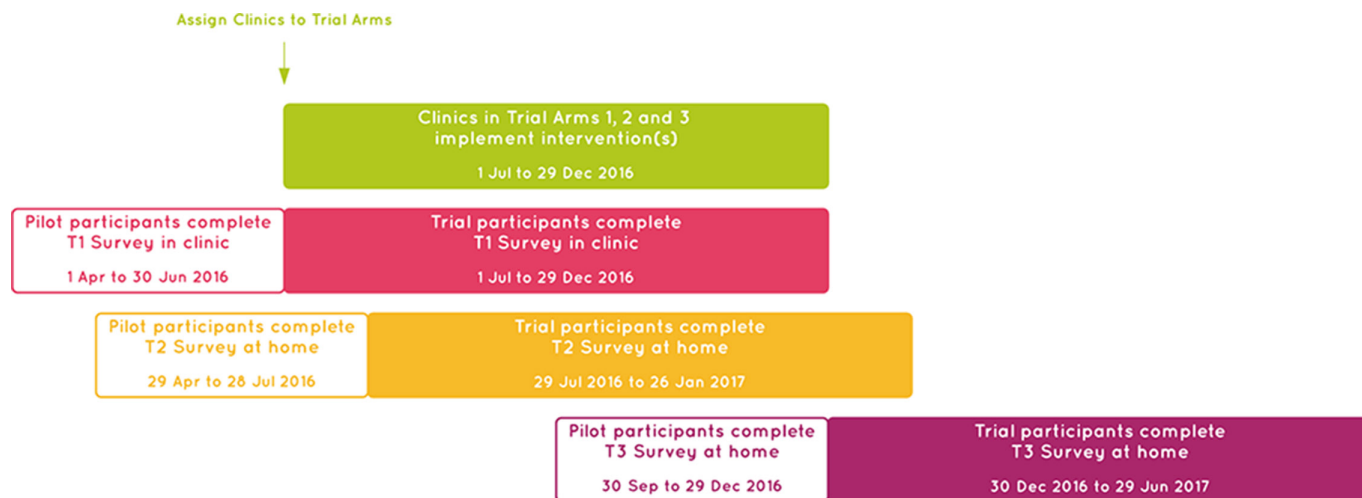 Assign Clinics to Trial Arms
Clinics in Trial Arms 1, 2 and 3
implement intervention(s)
1 Jul to 29 Dec 2016
Pilot participants complete
T1 Survey in clinic
1 Apr to 30 Jun 2016
Trial participants complete
T1 Survey in clinic
1 Jul to 29 Dec 2016
Pilot participants complete
T2 Survey at home
29 Apr to 28 Jul 2016
Trial participants complete
T2 Survey at home
29 Jul 2016 to 26 Jan 2017
Pilot participants complete
T3 Survey at home
30 Sep to 29 Dec 2016
Trial participants complete
T3 Survey at home
30 Dec 2016 to 29 Jun 2017